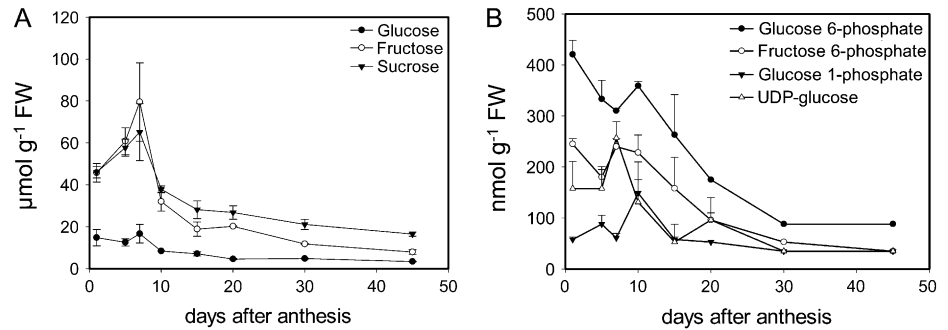 A
120
100
80
60
40
20
0
μmol g-1 FW
Glucose
Fructose
Sucrose
0 10 20 30 40 50
days after anthesis
B
500
400
300
200
100
0
nmol g-1 FW
Glucose 6-phosphate
Fructose 6-phosphate
Glucose 1-phosphate
UDP-glucose
0 10 20 30 40 50
days after anthesis